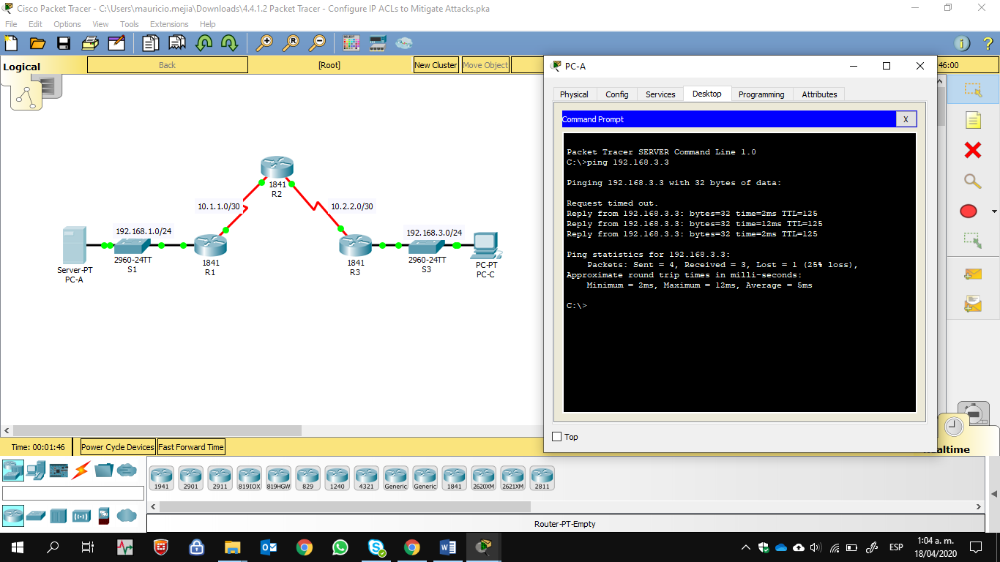 Cisco Packet Tracer - C:\Users\mauricio.mejia\Downloads\4.4.1.2 Packet Tracer - Configure IP ACLs to Mitigate Attacks.pka
File Edit Options View Tools Extensions Help
Logical Back [Root] New Cluster Move Object 46:00
PC-A
Physical Config Services Desktop Programming Attributes
Command Prompt X
Packet Tracer SERVER Command Line 1.0
C:\>ping 192.168.3.3
Pinging 192.168.3.3 with 32 bytes of data:
Request timed out.
Reply from 192.168.3.3: bytes=32 time=2ms TTL=125
Reply from 192.168.3.3: bytes=32 time=12ms TTL=125
Reply from 192.168.3.3: bytes=32 time=2ms TTL=125
Ping statistics for 192.168.3.3:
Packets: Sent = 4, Received = 3, Lost = 1 (25% loss),
Approximate round trip times in milli-seconds:
Minimum = 2ms, Maximum = 12ms, Average = 5ms
C:\>
Top
1841
R2
10.1.1.0/30
10.2.2.0/30
192.168.1.0/24
192.168.3.0/24
Server-PT
PC-A
2960-24TT
S1
1841
R1
1841
R3
2960-24TT
S3
PC-PT
PC-C
Time: 00:01:46 Power Cycle Devices Fast Forward Time
Realtime
1941 2901 2911 819IOX 819HGW 829 1240 4321 Generic Generic 1841 2620XM 2621XM 2811
Router-PT-Empty
ESP
1:04 a. m.
18/04/2020